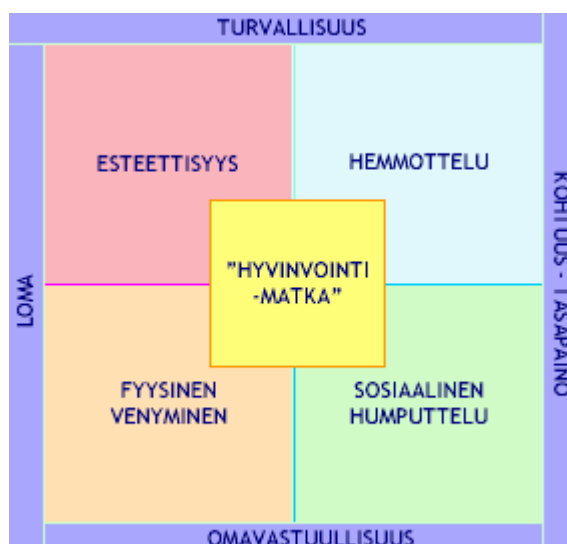 TURVALLISUUS
ESTEETTISYYS
HEMMOTTELU
LOMA
"HYVINVOINTI
-MATKA"
KOHTUUS - TASAPAINO
FYYSINEN
VENYMINEN
SOSIAALINEN
HUMPUTTELU
OMAVASTUULLISUUS